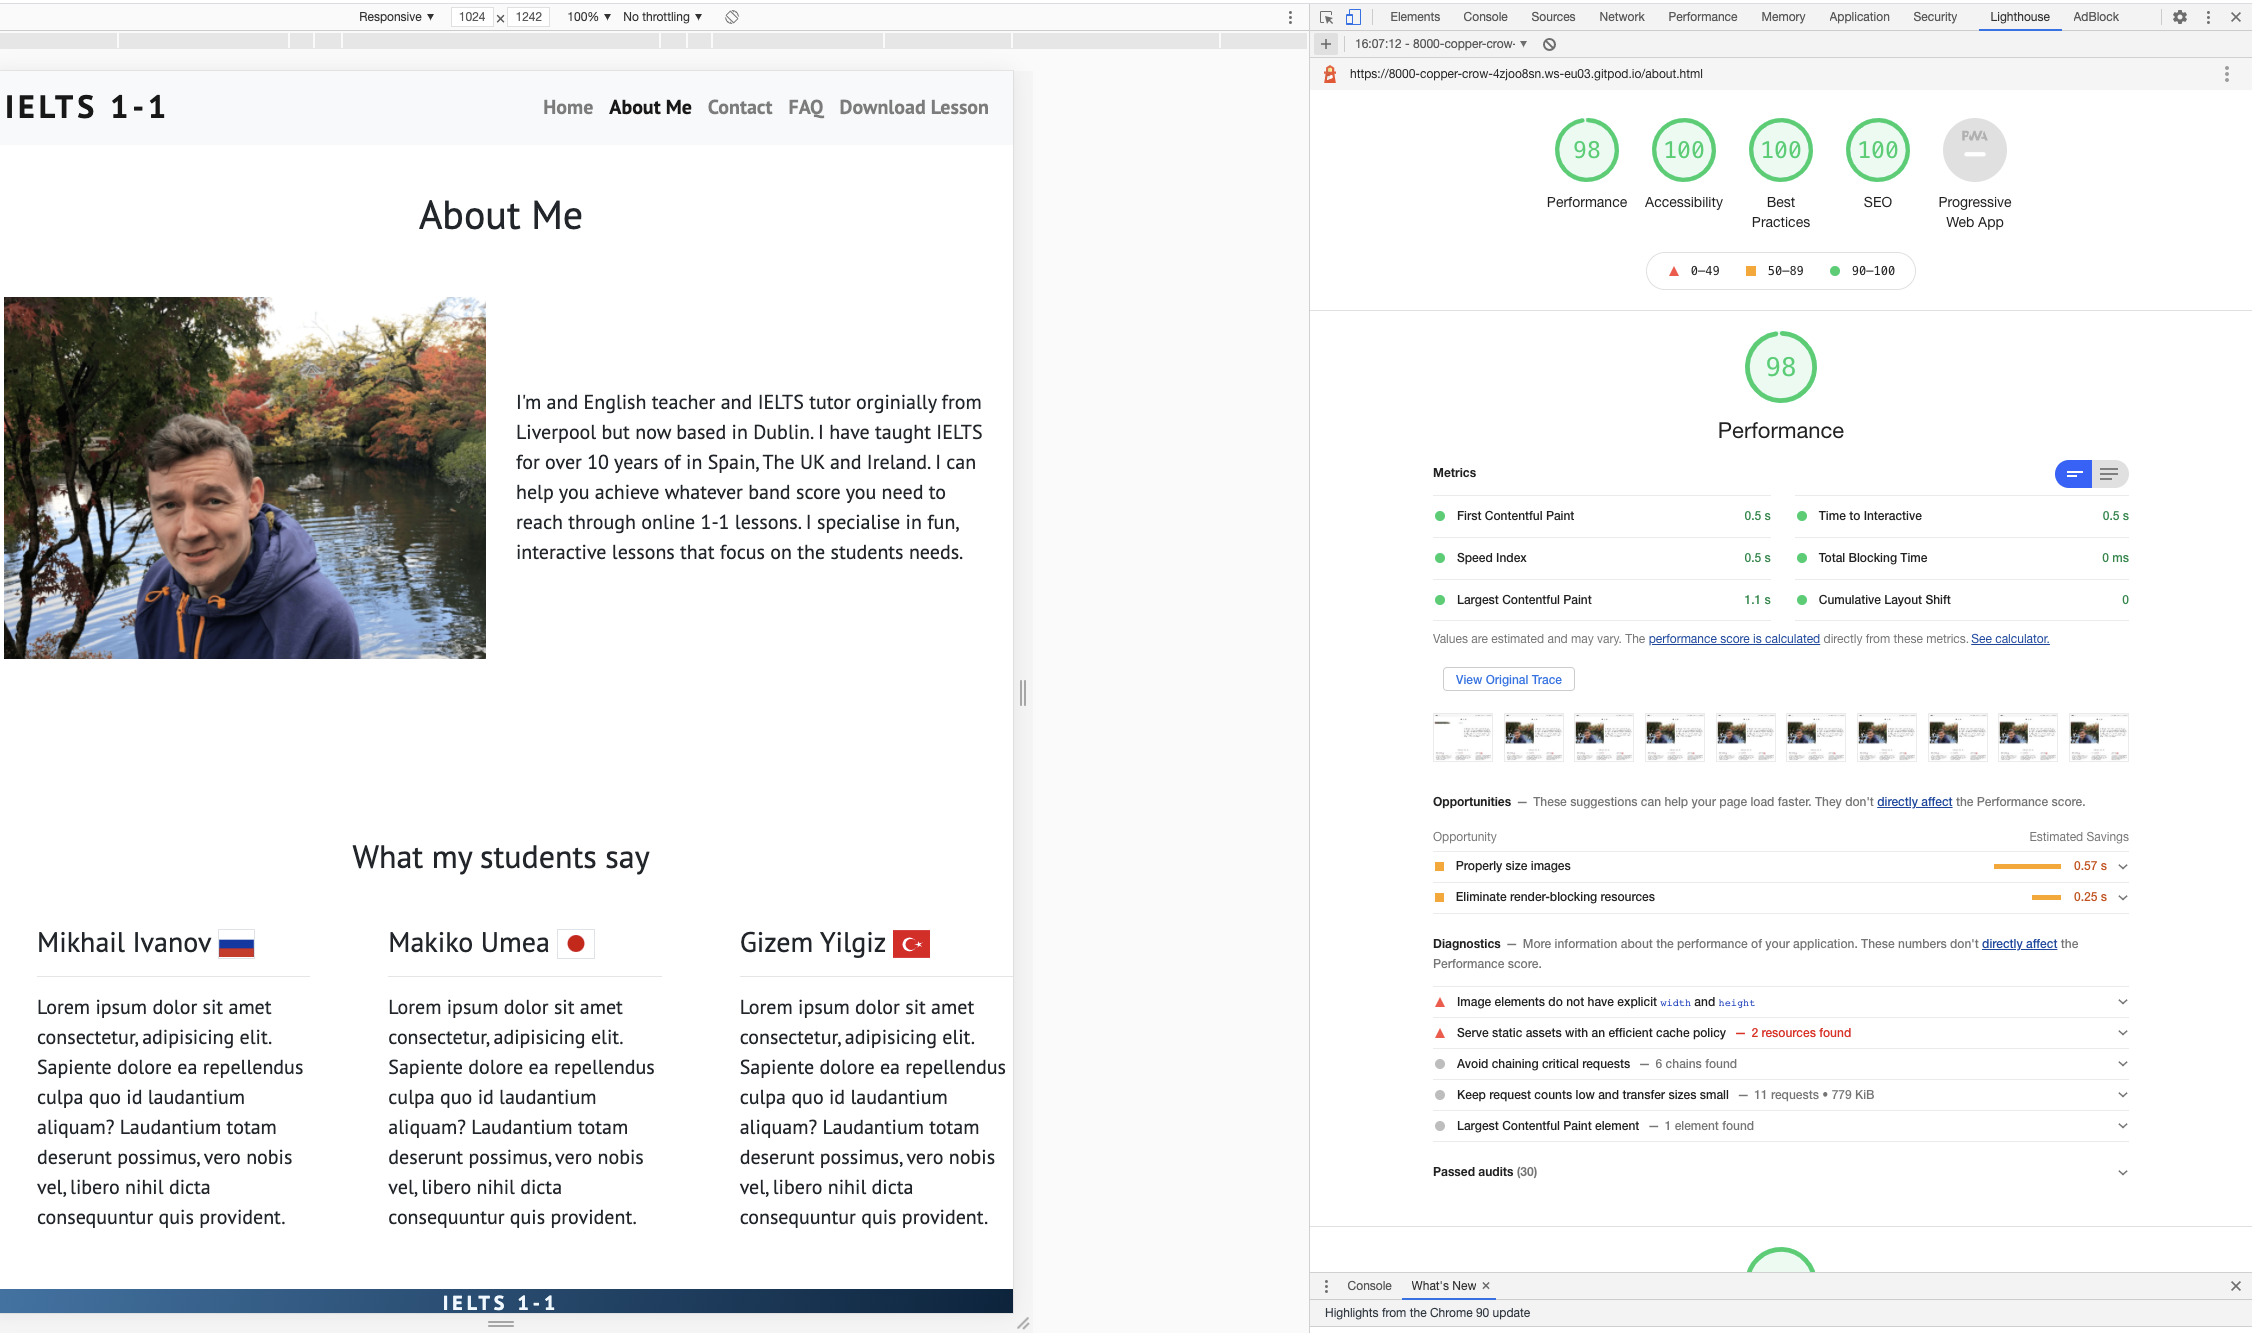 Responsive ▼ 1024 × 1242 100% ▼ No throttling ▼
IELTS 1-1
Home About Me Contact FAQ Download Lesson
About Me
I'm and English teacher and IELTS tutor orginially from
Liverpool but now based in Dublin. I have taught IELTS
for over 10 years of in Spain, The UK and Ireland. I can
help you achieve whatever band score you need to
reach through online 1-1 lessons. I specialise in fun,
interactive lessons that focus on the students needs.
What my students say
Mikhail Ivanov
Lorem ipsum dolor sit amet
consectetur, adipisicing elit.
Sapiente dolore ea repellendus
culpa quo id laudantium
aliquam? Laudantium totam
deserunt possimus, vero nobis
vel, libero nihil dicta
consequuntur quis provident.
Makiko Umea
Lorem ipsum dolor sit amet
consectetur, adipisicing elit.
Sapiente dolore ea repellendus
culpa quo id laudantium
aliquam? Laudantium totam
deserunt possimus, vero nobis
vel, libero nihil dicta
consequuntur quis provident.
Gizem Yilgiz
Lorem ipsum dolor sit amet
consectetur, adipisicing elit.
Sapiente dolore ea repellendus
culpa quo id laudantium
aliquam? Laudantium totam
deserunt possimus, vero nobis
vel, libero nihil dicta
consequuntur quis provident.
IELTS 1-1
Elements Console Sources Network Performance Memory Application Security Lighthouse AdBlock
16:07:12 - 8000-copper-crow- ▼
https://8000-copper-crow-4zjoo8sn.ws-eu03.gitpod.io/about.html
98 100 100 100 PWA
Performance Accessibility Best Practices SEO Progressive Web App
0–49 50–89 90–100
98
Performance
Metrics
First Contentful Paint 0.5 s
Time to Interactive 0.5 s
Speed Index 0.5 s
Total Blocking Time 0 ms
Largest Contentful Paint 1.1 s
Cumulative Layout Shift 0
Values are estimated and may vary. The performance score is calculated directly from these metrics. See calculator.
View Original Trace
Opportunities — These suggestions can help your page load faster. They don't directly affect the Performance score.
Opportunity Estimated Savings
Properly size images 0.57 s
Eliminate render-blocking resources 0.25 s
Diagnostics — More information about the performance of your application. These numbers don't directly affect the
Performance score.
Image elements do not have explicit width and height
Serve static assets with an efficient cache policy — 2 resources found
Avoid chaining critical requests — 6 chains found
Keep request counts low and transfer sizes small — 11 requests • 779 KiB
Largest Contentful Paint element — 1 element found
Passed audits (30)
Console What's New ×
Highlights from the Chrome 90 update